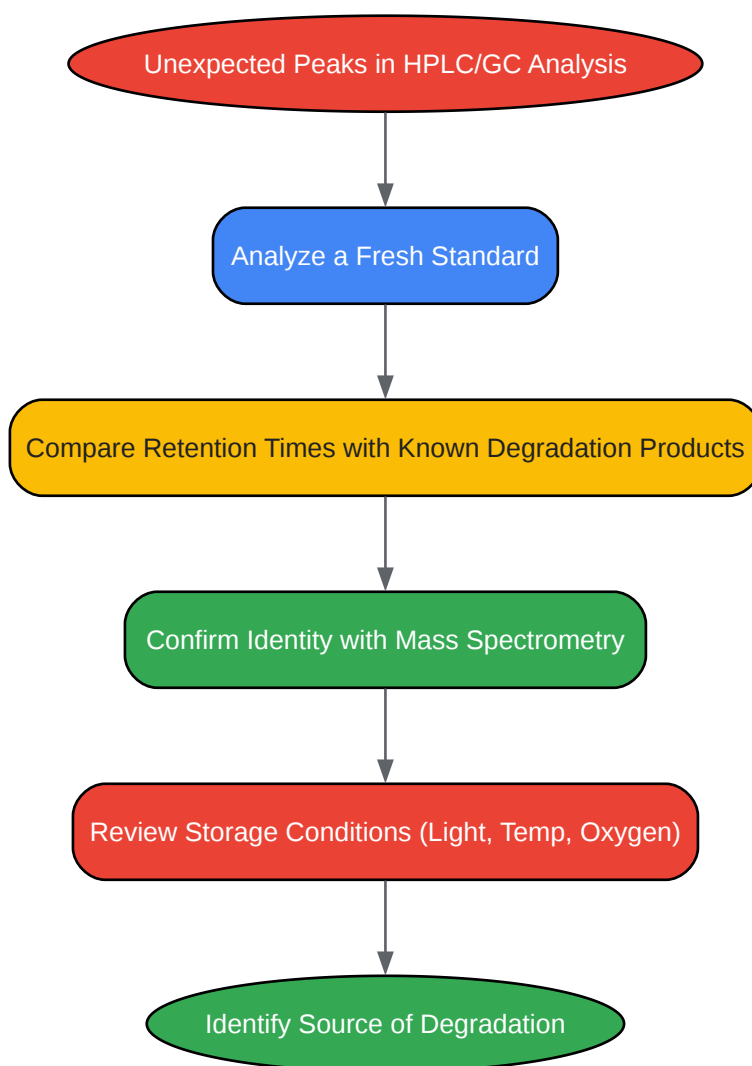 Unexpected Peaks in HPLC/GC Analysis
Analyze a Fresh Standard
Compare Retention Times with Known Degradation Products
Confirm Identity with Mass Spectrometry
Review Storage Conditions (Light, Temp, Oxygen)
Identify Source of Degradation